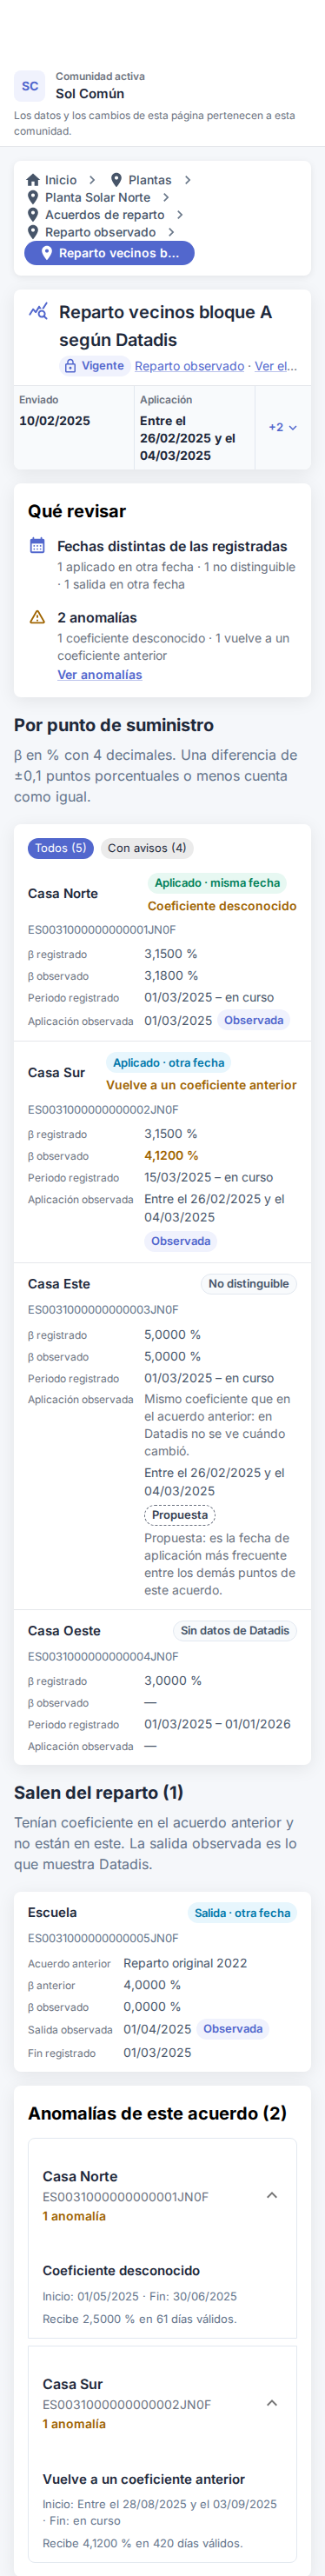 SC
Comunidad activa
Sol Común
Los datos y los cambios de esta página pertenecen a esta
comunidad.
Inicio
Plantas
Planta Solar Norte
Acuerdos de reparto
Reparto observado
Reparto vecinos b...
Reparto vecinos bloque A
según Datadis
Vigente Reparto observado · Ver el...
Enviado
10/02/2025
Aplicación
Entre el
26/02/2025 y el
04/03/2025
+2
Qué revisar
Fechas distintas de las registradas
1 aplicado en otra fecha · 1 no distinguible
· 1 salida en otra fecha
2 anomalías
1 coeficiente desconocido · 1 vuelve a un
coeficiente anterior
Ver anomalías
Por punto de suministro
β en % con 4 decimales. Una diferencia de
±0,1 puntos porcentuales o menos cuenta
como igual.
Todos (5) Con avisos (4)
Casa Norte
Aplicado · misma fecha
Coeficiente desconocido
ES0031000000000001JN0F
β registrado 3,1500 %
β observado 3,1800 %
Periodo registrado 01/03/2025 – en curso
Aplicación observada 01/03/2025 Observada
Casa Sur
Aplicado · otra fecha
Vuelve a un coeficiente anterior
ES0031000000000002JN0F
β registrado 3,1500 %
β observado 4,1200 %
Periodo registrado 15/03/2025 – en curso
Aplicación observada Entre el 26/02/2025 y el
04/03/2025
Observada
Casa Este No distinguible
ES0031000000000003JN0F
β registrado 5,0000 %
β observado 5,0000 %
Periodo registrado 01/03/2025 – en curso
Aplicación observada Mismo coeficiente que en
el acuerdo anterior: en
Datadis no se ve cuándo
cambió.
Entre el 26/02/2025 y el
04/03/2025
Propuesta
Propuesta: es la fecha de
aplicación más frecuente
entre los demás puntos de
este acuerdo.
Casa Oeste Sin datos de Datadis
ES0031000000000004JN0F
β registrado 3,0000 %
β observado —
Periodo registrado 01/03/2025 – 01/01/2026
Aplicación observada —
Salen del reparto (1)
Tenían coeficiente en el acuerdo anterior y
no están en este. La salida observada es lo
que muestra Datadis.
Escuela Salida · otra fecha
ES0031000000000005JN0F
Acuerdo anterior Reparto original 2022
β anterior 4,0000 %
β observado 0,0000 %
Salida observada 01/04/2025 Observada
Fin registrado 01/03/2025
Anomalías de este acuerdo (2)
Casa Norte
ES0031000000000001JN0F
1 anomalía
Coeficiente desconocido
Inicio: 01/05/2025 · Fin: 30/06/2025
Recibe 2,5000 % en 61 días válidos.
Casa Sur
ES0031000000000002JN0F
1 anomalía
Vuelve a un coeficiente anterior
Inicio: Entre el 28/08/2025 y el 03/09/2025
· Fin: en curso
Recibe 4,1200 % en 420 días válidos.